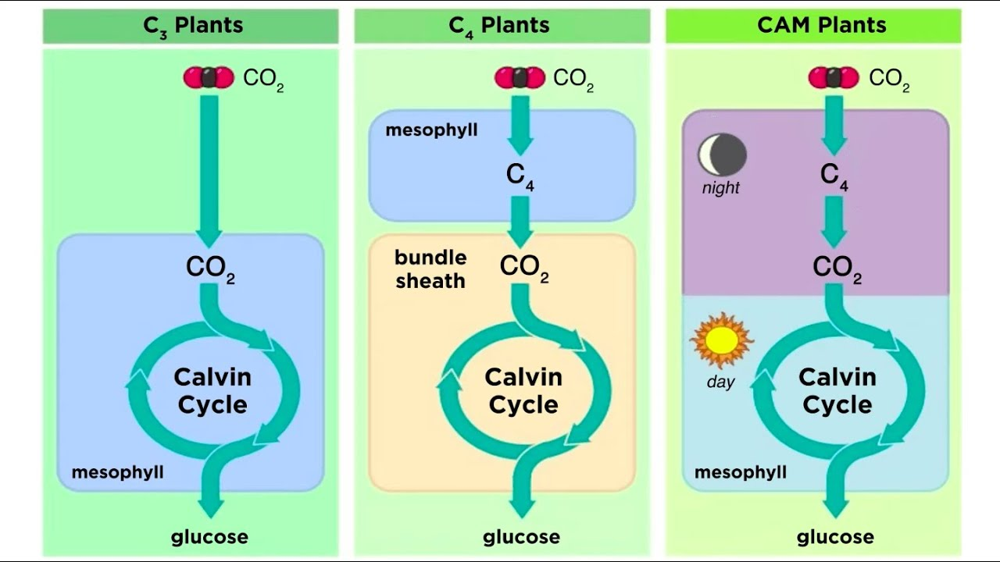 C₃ Plants
CO₂
CO₂
Calvin
Cycle
mesophyll
glucose
C₄ Plants
CO₂
mesophyll
C₄
bundle
sheath
CO₂
Calvin
Cycle
glucose
CAM Plants
CO₂
night
C₄
CO₂
day
Calvin
Cycle
mesophyll
glucose